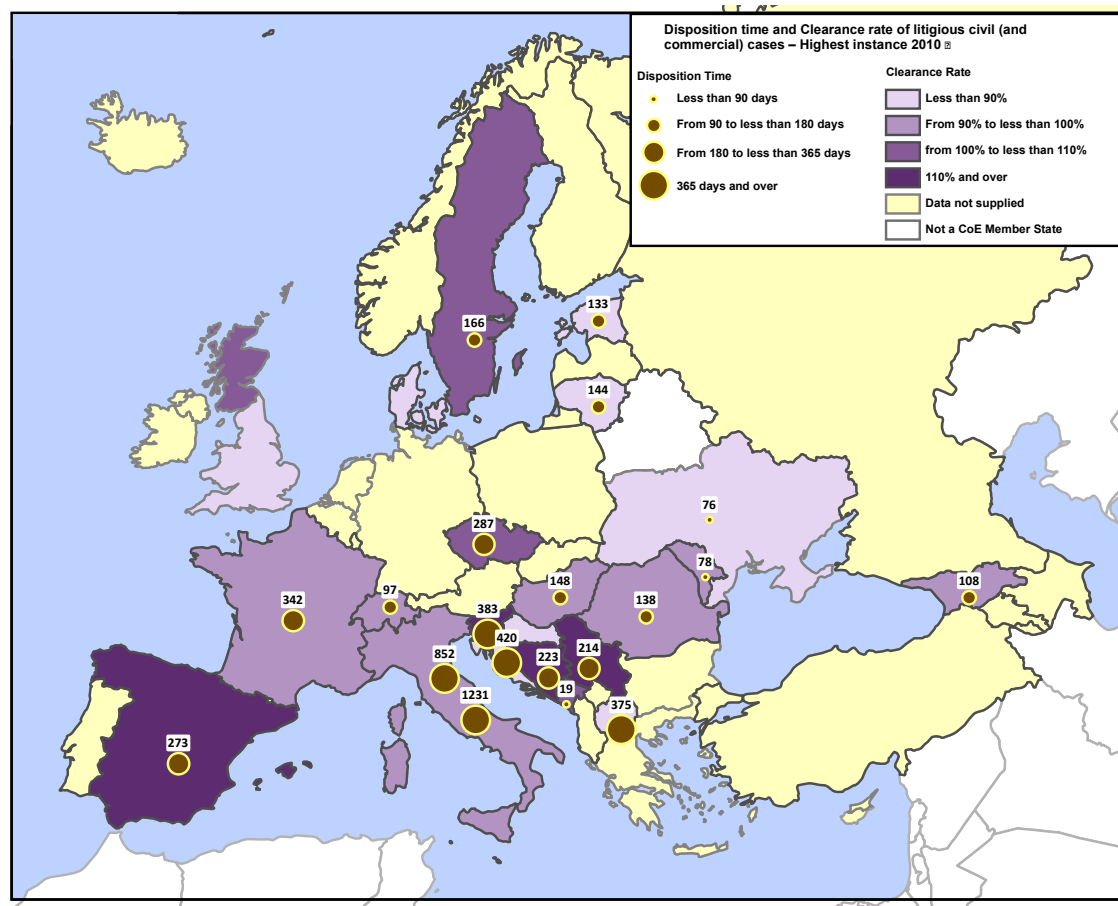 Disposition time and Clearance rate of litigious civil (and
commercial) cases – Highest instance 2010
Disposition Time
Less than 90 days
From 90 to less than 180 days
From 180 to less than 365 days
365 days and over
Clearance Rate
Less than 90%
From 90% to less than 100%
from 100% to less than 110%
110% and over
Data not supplied
Not a CoE Member State
133
166
144
76
287
78
148
108
97
138
342
383
420
852
223
214
19
1231
375
273